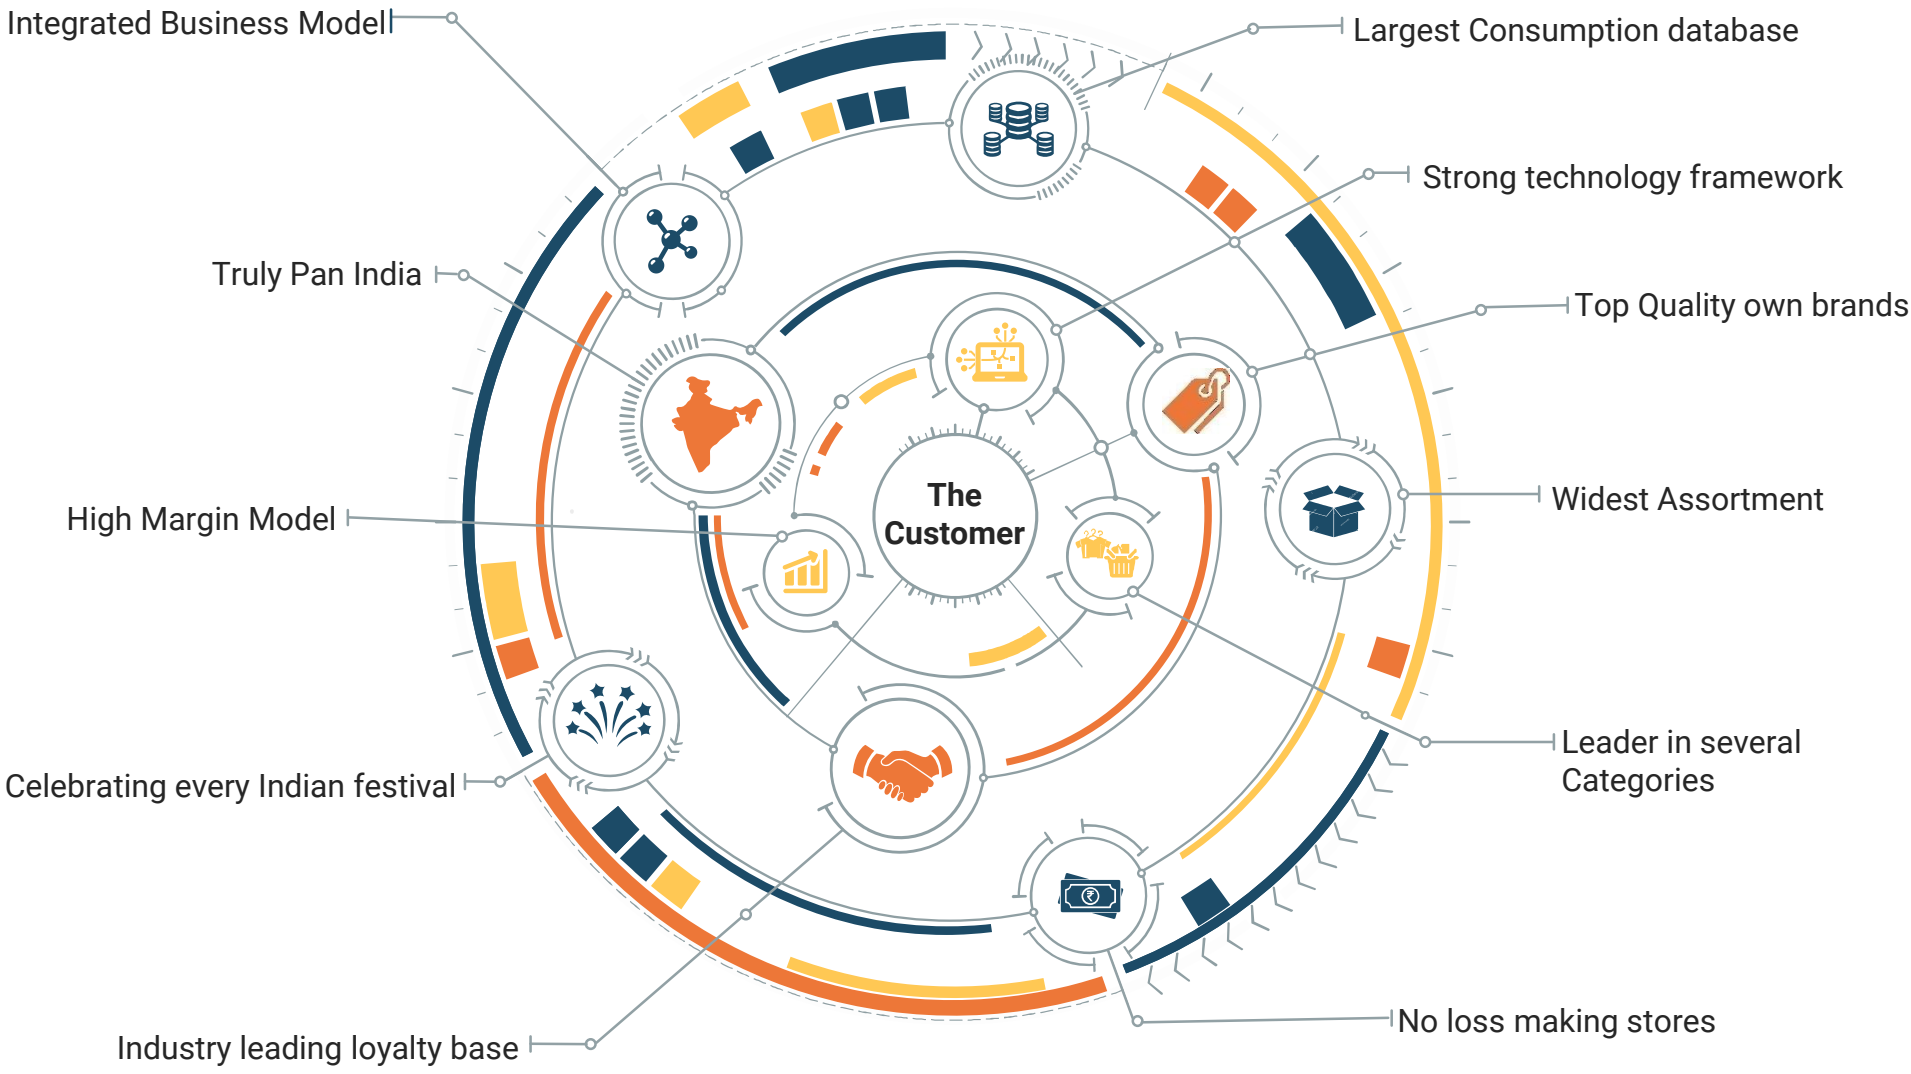 Integrated Business Model
Largest Consumption database
Strong technology framework
Truly Pan India
Top Quality own brands
The
Customer
Widest Assortment
High Margin Model
Leader in several
Categories
Celebrating every Indian festival
₹
No loss making stores
Industry leading loyalty base